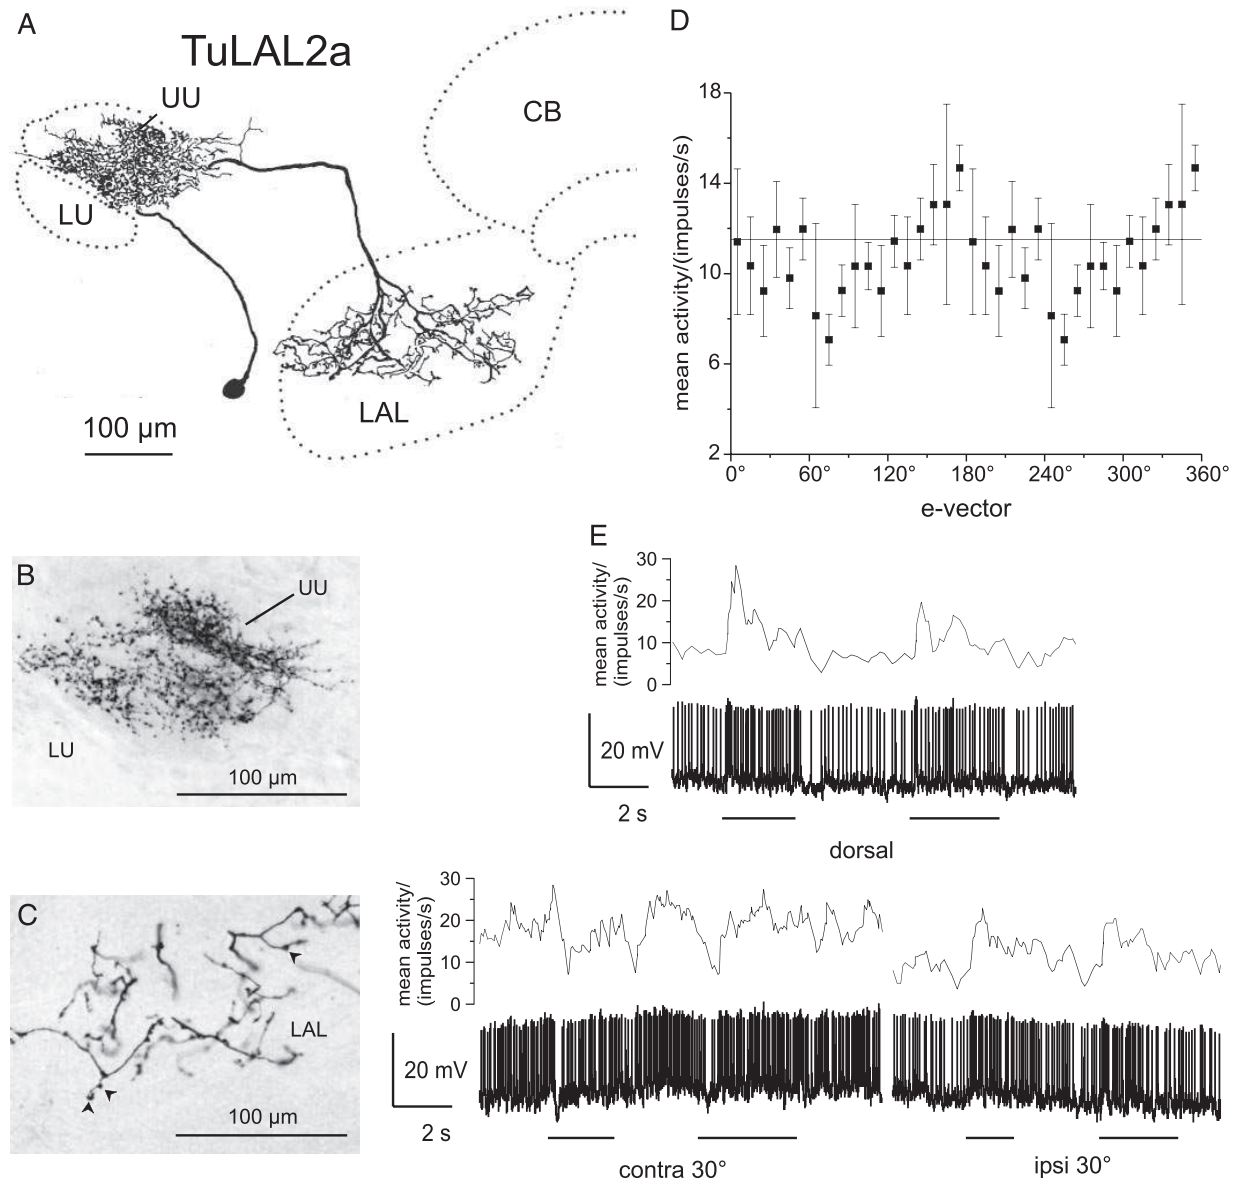 A
TuLAL2a
UU
CB
LU
LAL
100 µm
D
mean activity/(impulses/s)
18
14
10
6
2
0°
60°
120°
180°
240°
300°
360°
e-vector
B
UU
LU
100 µm
C
LAL
100 µm
E
mean activity/
(impulses/s)
30
20
10
0
20 mV
2 s
dorsal
mean activity/
(impulses/s)
30
20
10
0
20 mV
2 s
contra 30°
ipsi 30°